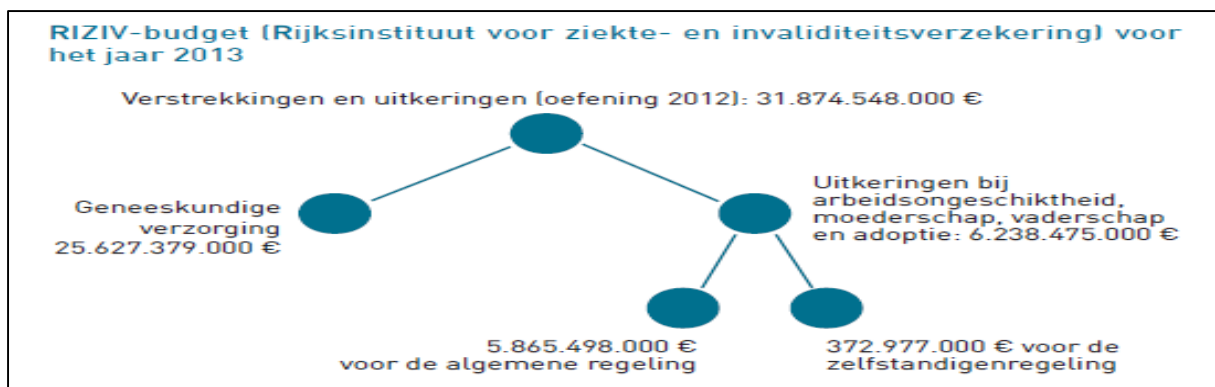 RIZIV-budget (Rijksinstituut voor ziekte- en invaliditeitsverzekering) voor
het jaar 2013
Verstrekkingen en uitkeringen (oefening 2012): 31.874.548.000 €
Geneeskundige
verzorging
25.627.379.000 €
Uitkeringen bij
arbeidsongeschiktheid,
moederschap, vaderschap
en adoptie: 6.238.475.000 €
5.865.498.000 €
voor de algemene regeling
372.977.000 € voor de
zelfstandigenregeling